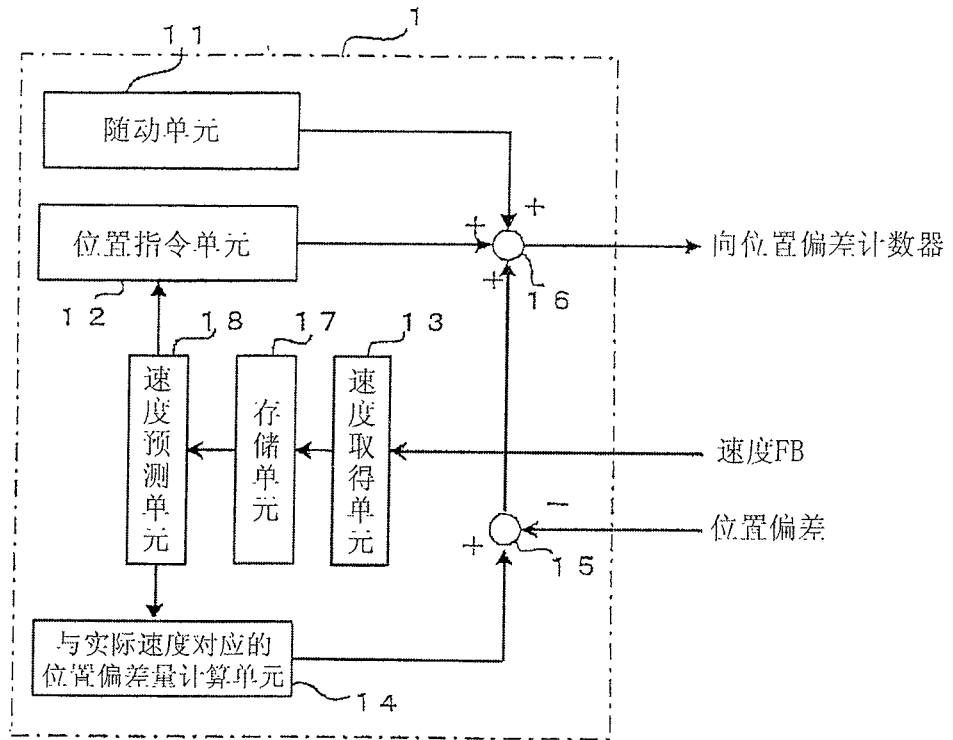 1
11
随动单元
+
+
位置指令单元
向位置偏差计数器
+
16
12
18
17
13
速度预测单元
存储单元
速度取得单元
速度FB
−
位置偏差
+
15
与实际速度对应的
位置偏差量计算单元
14